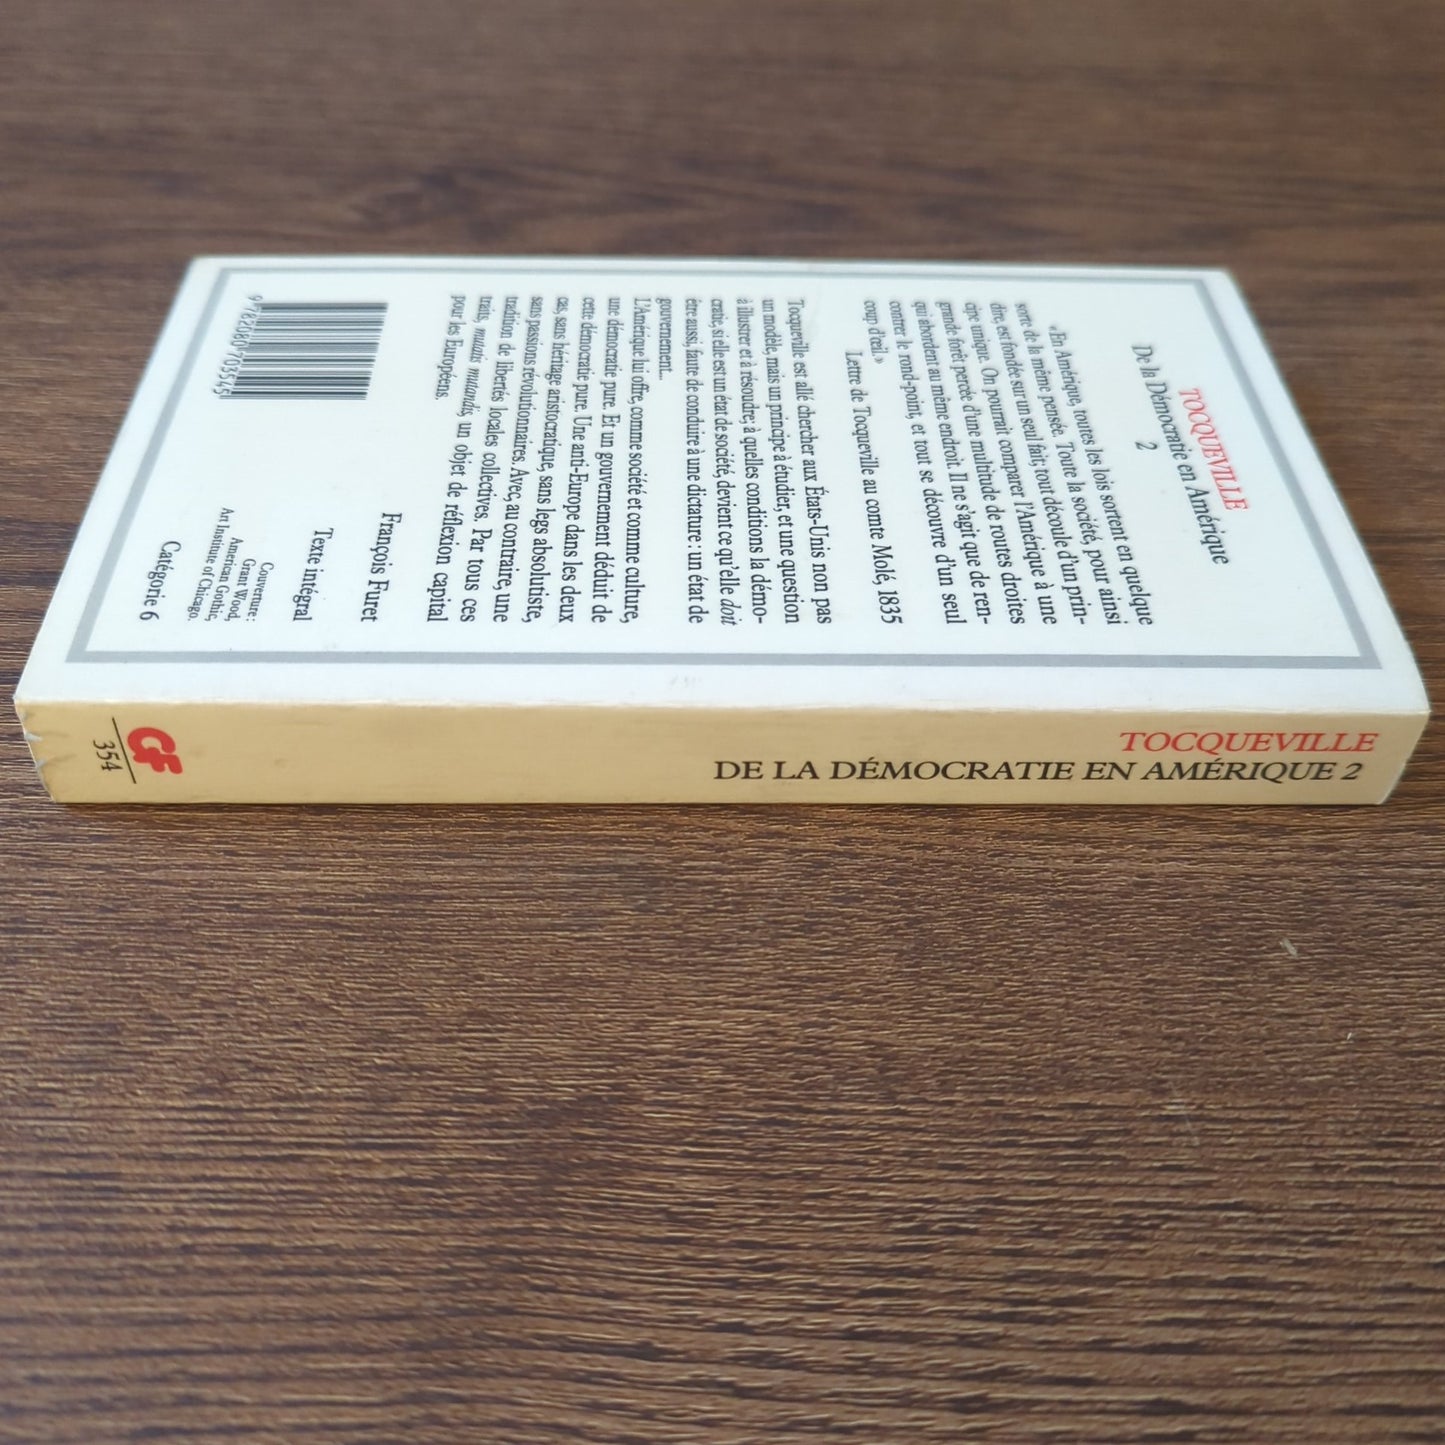 TOCQUEVILLE
De la Démocratie en Amérique
2
«En Amérique, toutes les lois sortent en quelque
sorte de la même pensée. Toute la société, pour ainsi
dire, est fondée sur un seul fait; tout découle d'un prin-
cipe unique. On pourrait comparer l'Amérique à une
grande forêt percée d'une multitude de routes droites
qui abordent au même endroit. Il ne s'agit que de ren-
contrer le rond-point, et tout se découvre d'un seul
coup d'œil.»
Lettre de Tocqueville au comte Molé, 1835
Tocqueville est allé chercher aux États-Unis non pas
un modèle, mais un principe à étudier, et une question
à illustrer et à résoudre; à quelles conditions la démo-
cratie, si elle est un état de société, devient ce qu'elle doit
être aussi, faute de conduire à une dictature : un état de
gouvernement...
L'Amérique lui offre, comme société et comme culture,
une démocratie pure. Et un gouvernement déduit de
cette démocratie pure. Une anti-Europe dans les deux
cas, sans héritage aristocratique, sans legs absolutiste,
sans passions révolutionnaires. Avec, au contraire, une
tradition de libertés locales collectives. Par tous ces
traits, mutatis mutandis, un objet de réflexion capital
pour les Européens.
François Furet
Texte intégral
Couverture :
Grant Wood,
American Gothic,
Art Institute of Chicago.
Catégorie 6
9 782080 703545
TOCQUEVILLE
DE LA DÉMOCRATIE EN AMÉRIQUE 2
GF
354